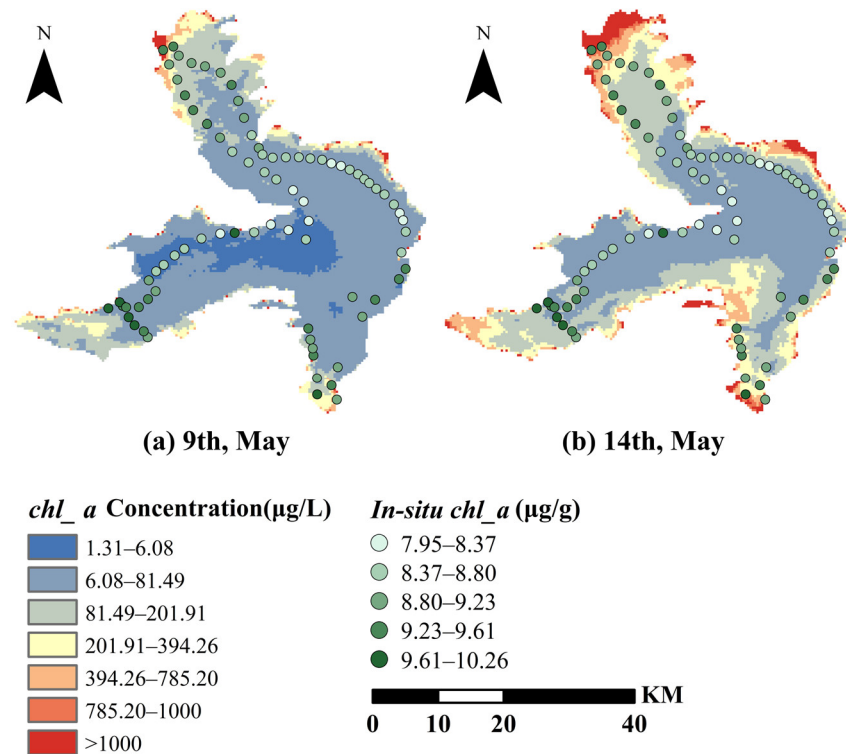 N
N
(a) 9th, May
(b) 14th, May
chl_ a Concentration(μg/L)
1.31–6.08
6.08–81.49
81.49–201.91
201.91–394.26
394.26–785.20
785.20–1000
>1000
In-situ chl_a (μg/g)
7.95–8.37
8.37–8.80
8.80–9.23
9.23–9.61
9.61–10.26
KM
0 10 20 40